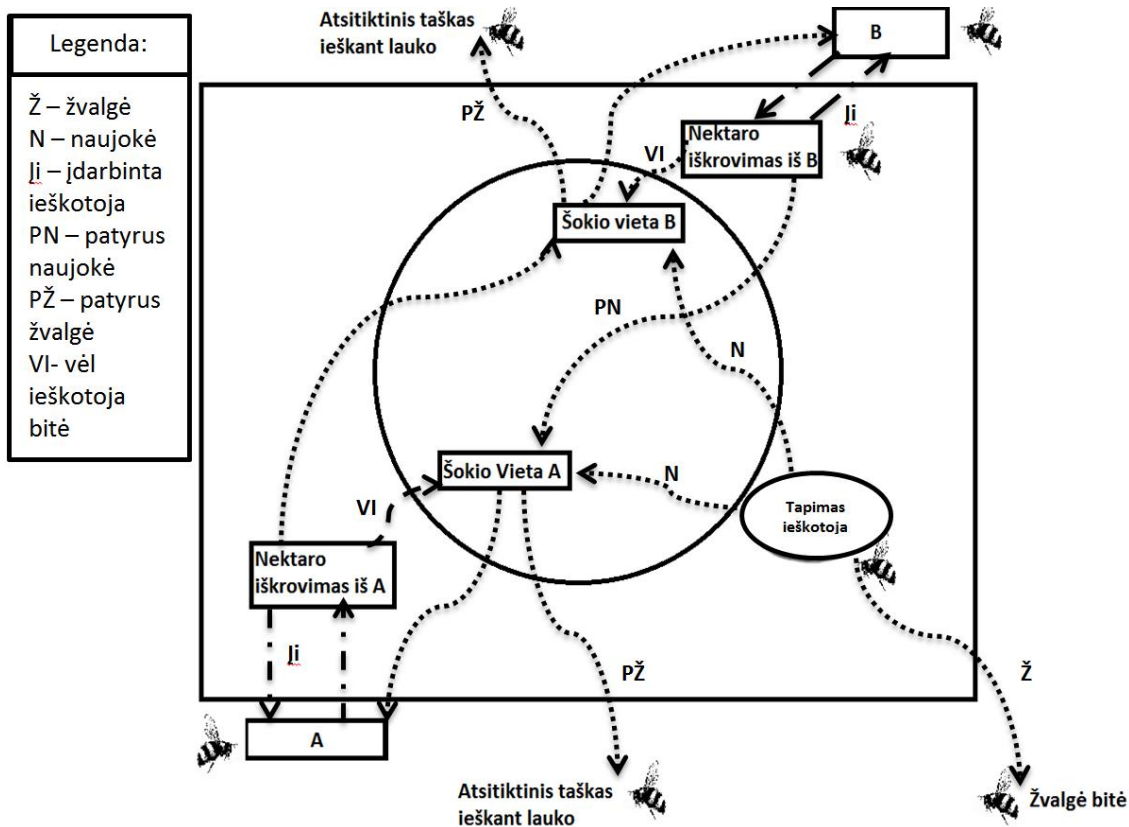 Legenda:
Ž – žvalgė
N – naujokė
Įi – įdarbinta
ieškotoja
PN – patyrus
naujokė
PŽ – patyrus
žvalgė
VI- vėl
ieškotoja
bitė
Atsitiktinis taškas
ieškant lauko
B
PŽ
Įi
Nektaro
iškrovimas iš B
VI
Šokio vieta B
PN
N
Šokio Vieta A
N
Tapimas
ieškotoja
VI
Nektaro
iškrovimas iš A
Įi
PŽ
Ž
A
Atsitiktinis taškas
ieškant lauko
Žvalgė bitė